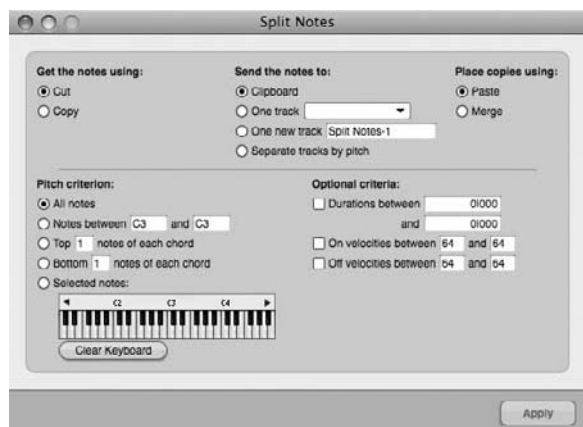 Split Notes
Get the notes using:
Cut
Copy
Send the notes to:
Clipboard
One track
One new track Split Notes-1
Separate tracks by pitch
Place copies using:
Paste
Merge
Pitch criterion:
All notes
Notes between C3 and C3
Top 1 notes of each chord
Bottom 1 notes of each chord
Selected notes:
C2 C3 C4
Clear Keyboard
Optional criteria:
Durations between 0|000
and 0|000
On velocities between 64 and 64
Off velocities between 64 and 64
Apply